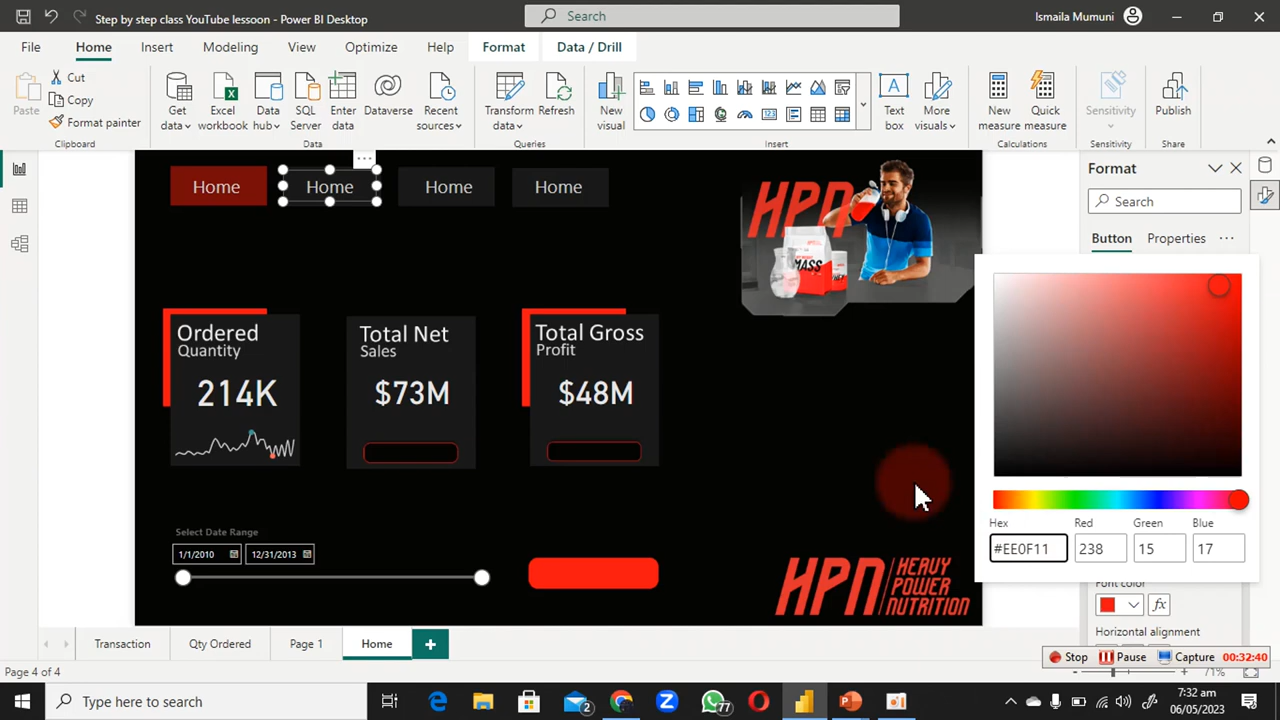 Step by step class YouTube lessoon - Power BI Desktop
Search
Ismaila Mumuni
File
Home
Insert
Modeling
View
Optimize
Help
Format
Data / Drill
Paste
Cut
Copy
Format painter
Clipboard
Get data
Excel workbook
Data hub
SQL Server
Enter data
Dataverse
Recent sources
Data
Transform data
Refresh
Queries
New visual
Text box
More visuals
Insert
New measure
Quick measure
Calculations
Sensitivity
Sensitivity
Publish
Share
Home
Home
Home
Home
HPN
MASS
Format
Search
Button
Properties
Ordered
Quantity
214K
Total Net
Sales
$73M
Total Gross
Profit
$48M
Hex
Red
Green
Blue
#EE0F11
238
15
17
Font color
fx
Horizontal alignment
Select Date Range
1/1/2010
12/31/2013
HPN
HEAVY
POWER
NUTRITION
Transaction
Qty Ordered
Page 1
Home
+
Stop
Pause
Capture
00:32:40
Page 4 of 4
71%
Type here to search
2
77
7:32 am
06/05/2023